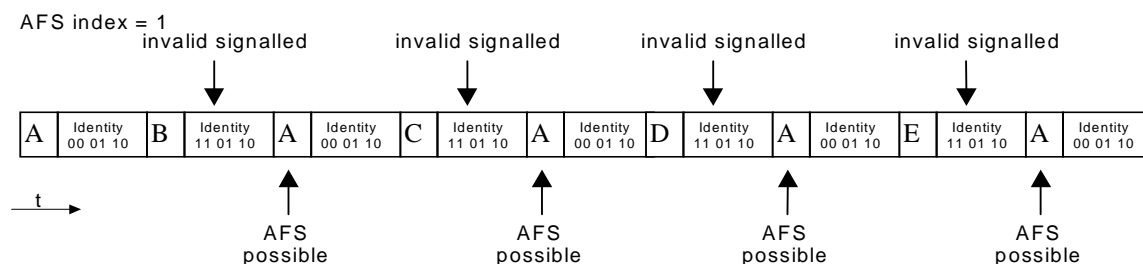 AFS index = 1
invalid signalled invalid signalled invalid signalled invalid signalled
A Identity B Identity A Identity C Identity A Identity D Identity A Identity E Identity A Identity
00 01 10 11 01 10 00 01 10 11 01 10 00 01 10 11 01 10 00 01 10 11 01 10 00 01 10
t
AFS AFS AFS AFS
possible possible possible possible